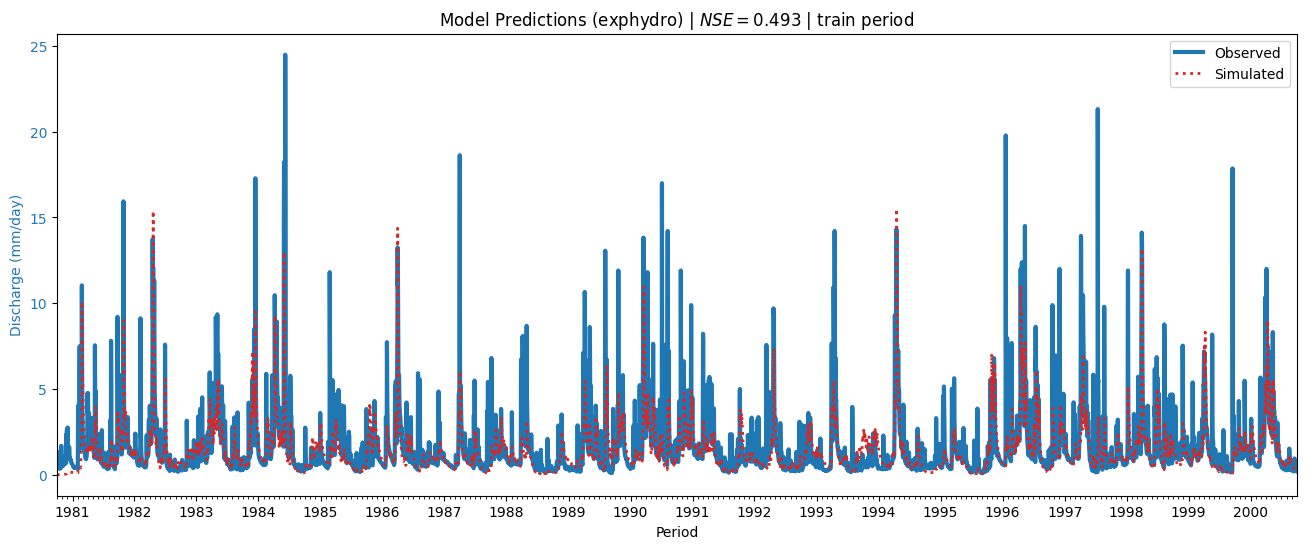 Model Predictions (exphydro) | NSE = 0.493 | train period
Observed
Simulated
25
20
15
10
5
0
Discharge (mm/day)
1981 1982 1983 1984 1985 1986 1987 1988 1989 1990 1991 1992 1993 1994 1995 1996 1997 1998 1999 2000
Period